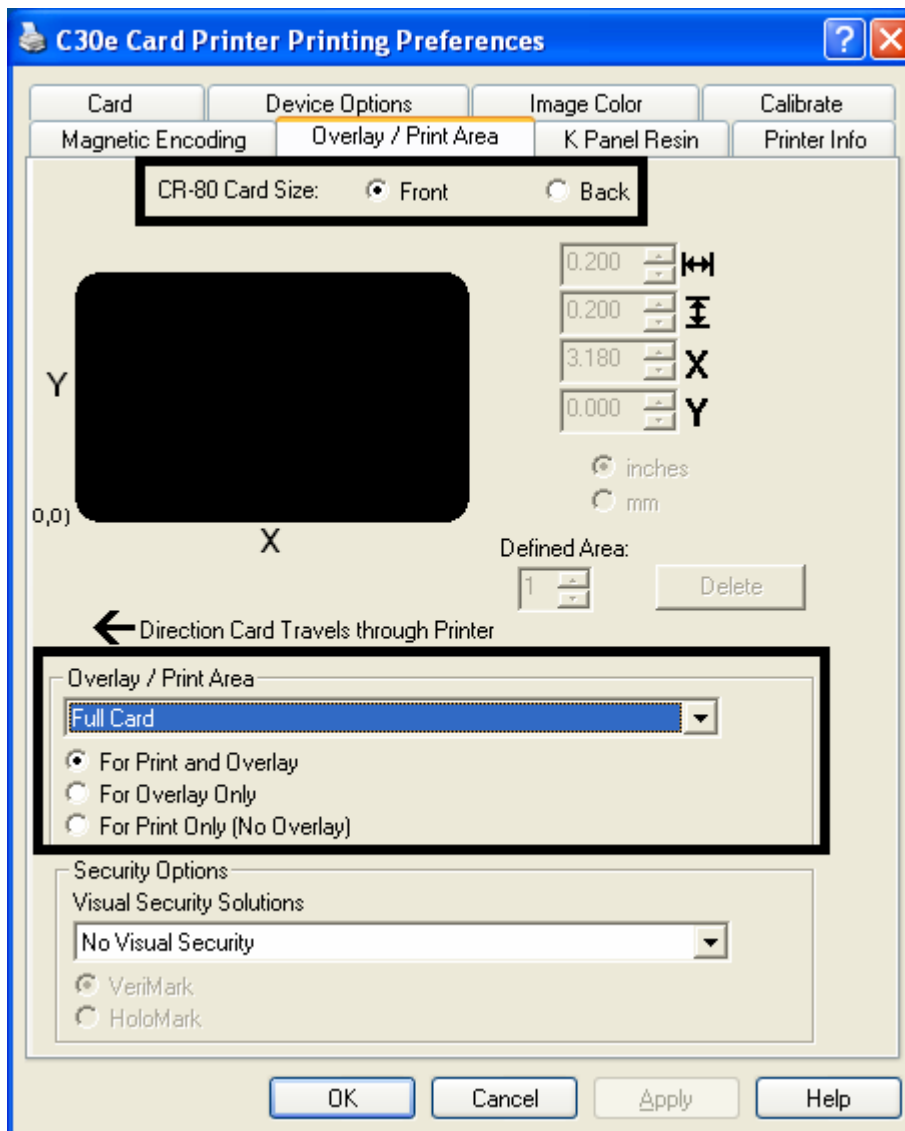 C30e Card Printer Printing Preferences
Card Device Options Image Color Calibrate
Magnetic Encoding Overlay / Print Area K Panel Resin Printer Info
CR-80 Card Size: Front Back
0.200
0.200
3.180 X
0.000 Y
Y
inches
mm
0,0)
X
Defined Area:
1 Delete
Direction Card Travels through Printer
Overlay / Print Area
Full Card
For Print and Overlay
For Overlay Only
For Print Only (No Overlay)
Security Options
Visual Security Solutions
No Visual Security
VeriMark
HoloMark
OK Cancel Apply Help